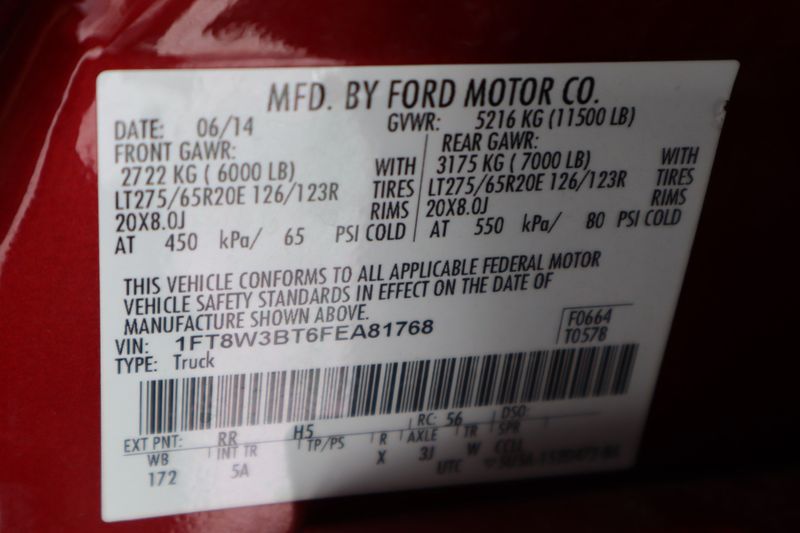 MFD. BY FORD MOTOR CO.
DATE: 06/14 GVWR: 5216 KG (11500 LB)
FRONT GAWR: REAR GAWR:
2722 KG ( 6000 LB) WITH 3175 KG ( 7000 LB) WITH
LT275/65R20E 126/123R TIRES LT275/65R20E 126/123R TIRES
20X8.0J RIMS 20X8.0J RIMS
AT 450 kPa/ 65 PSI COLD AT 550 kPa/ 80 PSI COLD
THIS VEHICLE CONFORMS TO ALL APPLICABLE FEDERAL MOTOR
VEHICLE SAFETY STANDARDS IN EFFECT ON THE DATE OF
MANUFACTURE SHOWN ABOVE.
VIN: 1FT8W3BT6FEA81768 F0664
TYPE: Truck T0578
EXT PNT: RR H5 RC: 56 DSO:
WB INT TR TP/PS R AXLE TR SPR
172 5A X 3J W
UTC